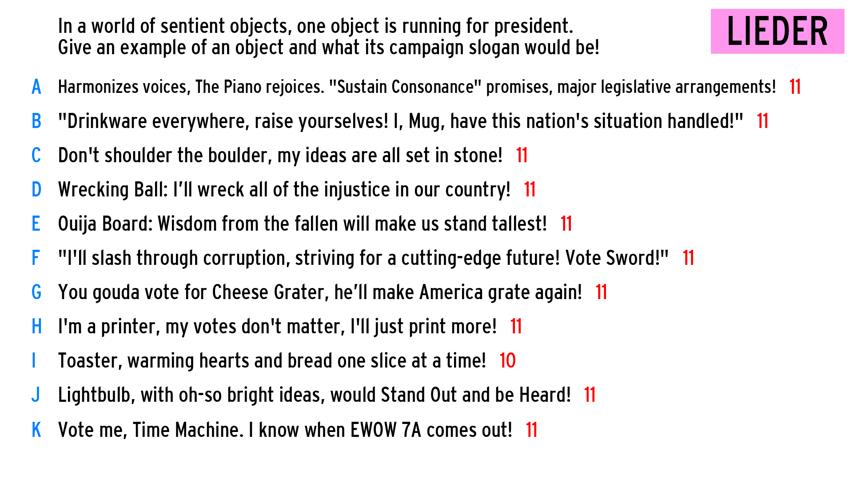 In a world of sentient objects, one object is running for president.
Give an example of an object and what its campaign slogan would be!
LIEDER
A Harmonizes voices, The Piano rejoices. "Sustain Consonance" promises, major legislative arrangements! 11
B "Drinkware everywhere, raise yourselves! I, Mug, have this nation's situation handled!" 11
C Don't shoulder the boulder, my ideas are all set in stone! 11
D Wrecking Ball: I’ll wreck all of the injustice in our country! 11
E Ouija Board: Wisdom from the fallen will make us stand tallest! 11
F "I'll slash through corruption, striving for a cutting-edge future! Vote Sword!" 11
G You gouda vote for Cheese Grater, he’ll make America grate again! 11
H I'm a printer, my votes don't matter, I'll just print more! 11
I Toaster, warming hearts and bread one slice at a time! 10
J Lightbulb, with oh-so bright ideas, would Stand Out and be Heard! 11
K Vote me, Time Machine. I know when EWOW 7A comes out! 11